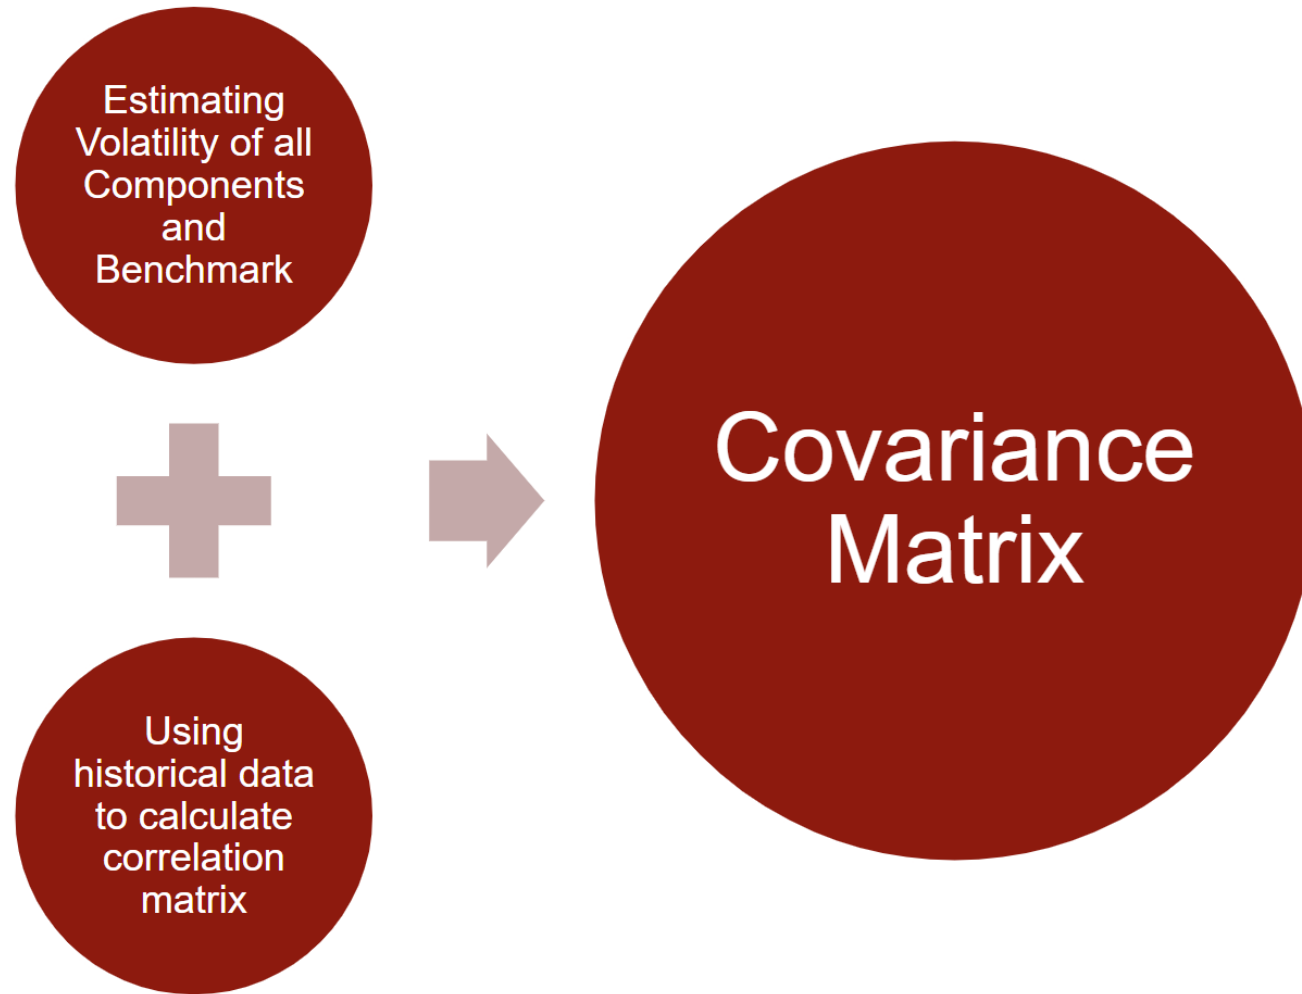 Estimating
Volatility of all
Components
and
Benchmark
Using
historical data
to calculate
correlation
matrix
Covariance
Matrix